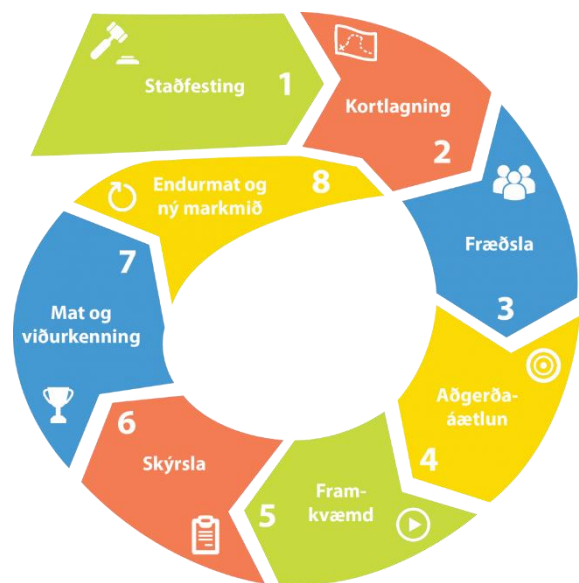 Staðfesting
1
Kortlagning
2
Fræðsla
3
Aðgerða-
áætlun
4
Fram-
kvæmd
5
6
Skýrsla
7
Mat og
viðurkenning
Endurmat og
ný markmið
8